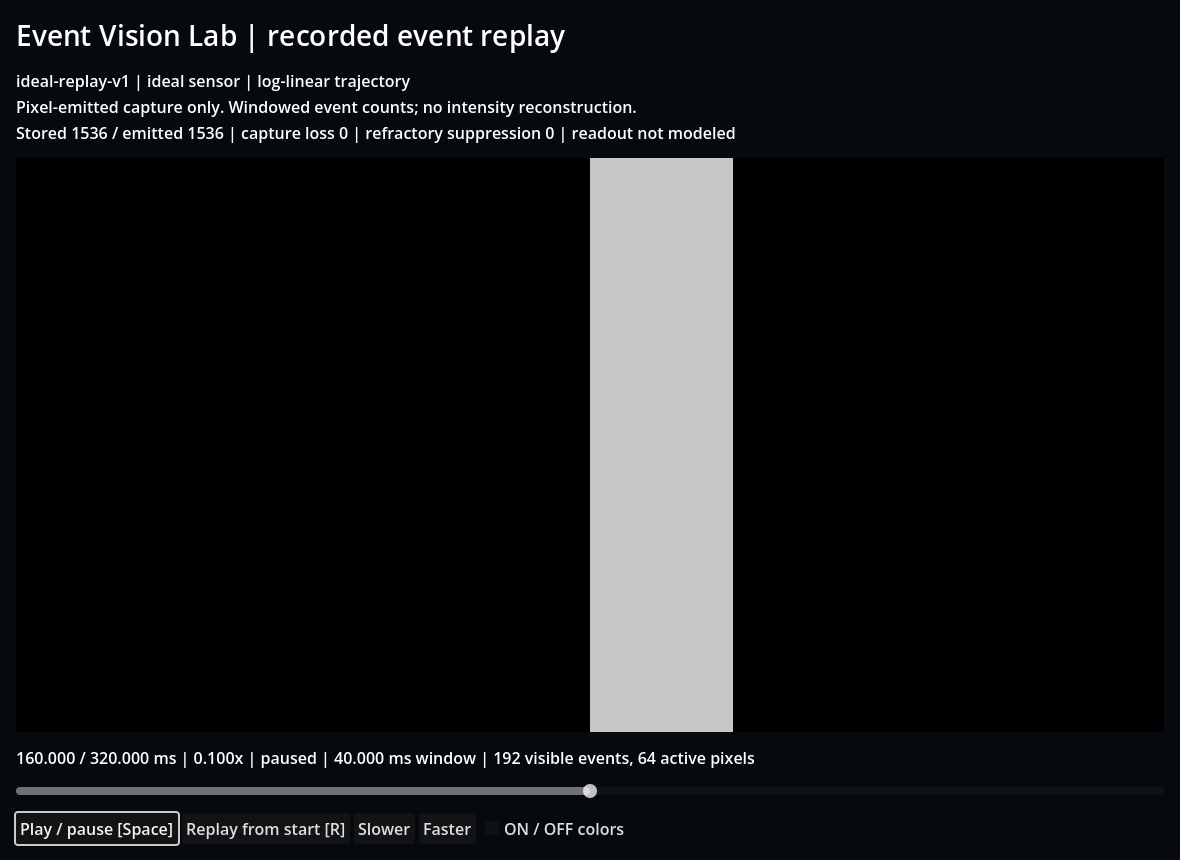 Event Vision Lab | recorded event replay
ideal-replay-v1 | ideal sensor | log-linear trajectory
Pixel-emitted capture only. Windowed event counts; no intensity reconstruction.
Stored 1536 / emitted 1536 | capture loss 0 | refractory suppression 0 | readout not modeled
160.000 / 320.000 ms | 0.100x | paused | 40.000 ms window | 192 visible events, 64 active pixels
Play / pause [Space] Replay from start [R] Slower Faster ON / OFF colors